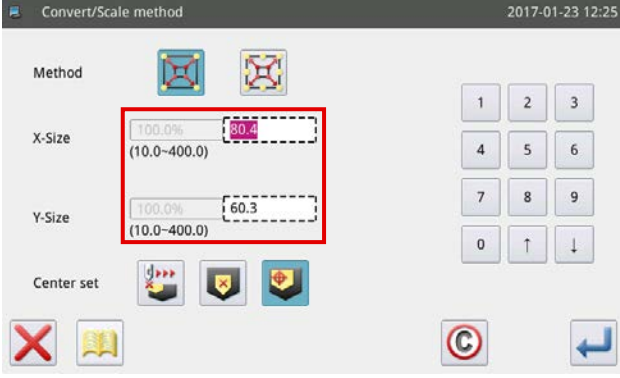 Convert/Scale method 2017-01-23 12:25
Method
1 2 3
X-Size 100.0% 80.4
(10.0~400.0)
4 5 6
7 8 9
Y-Size 100.0% 60.3
(10.0~400.0)
0 ↑ ↓
Center set
C